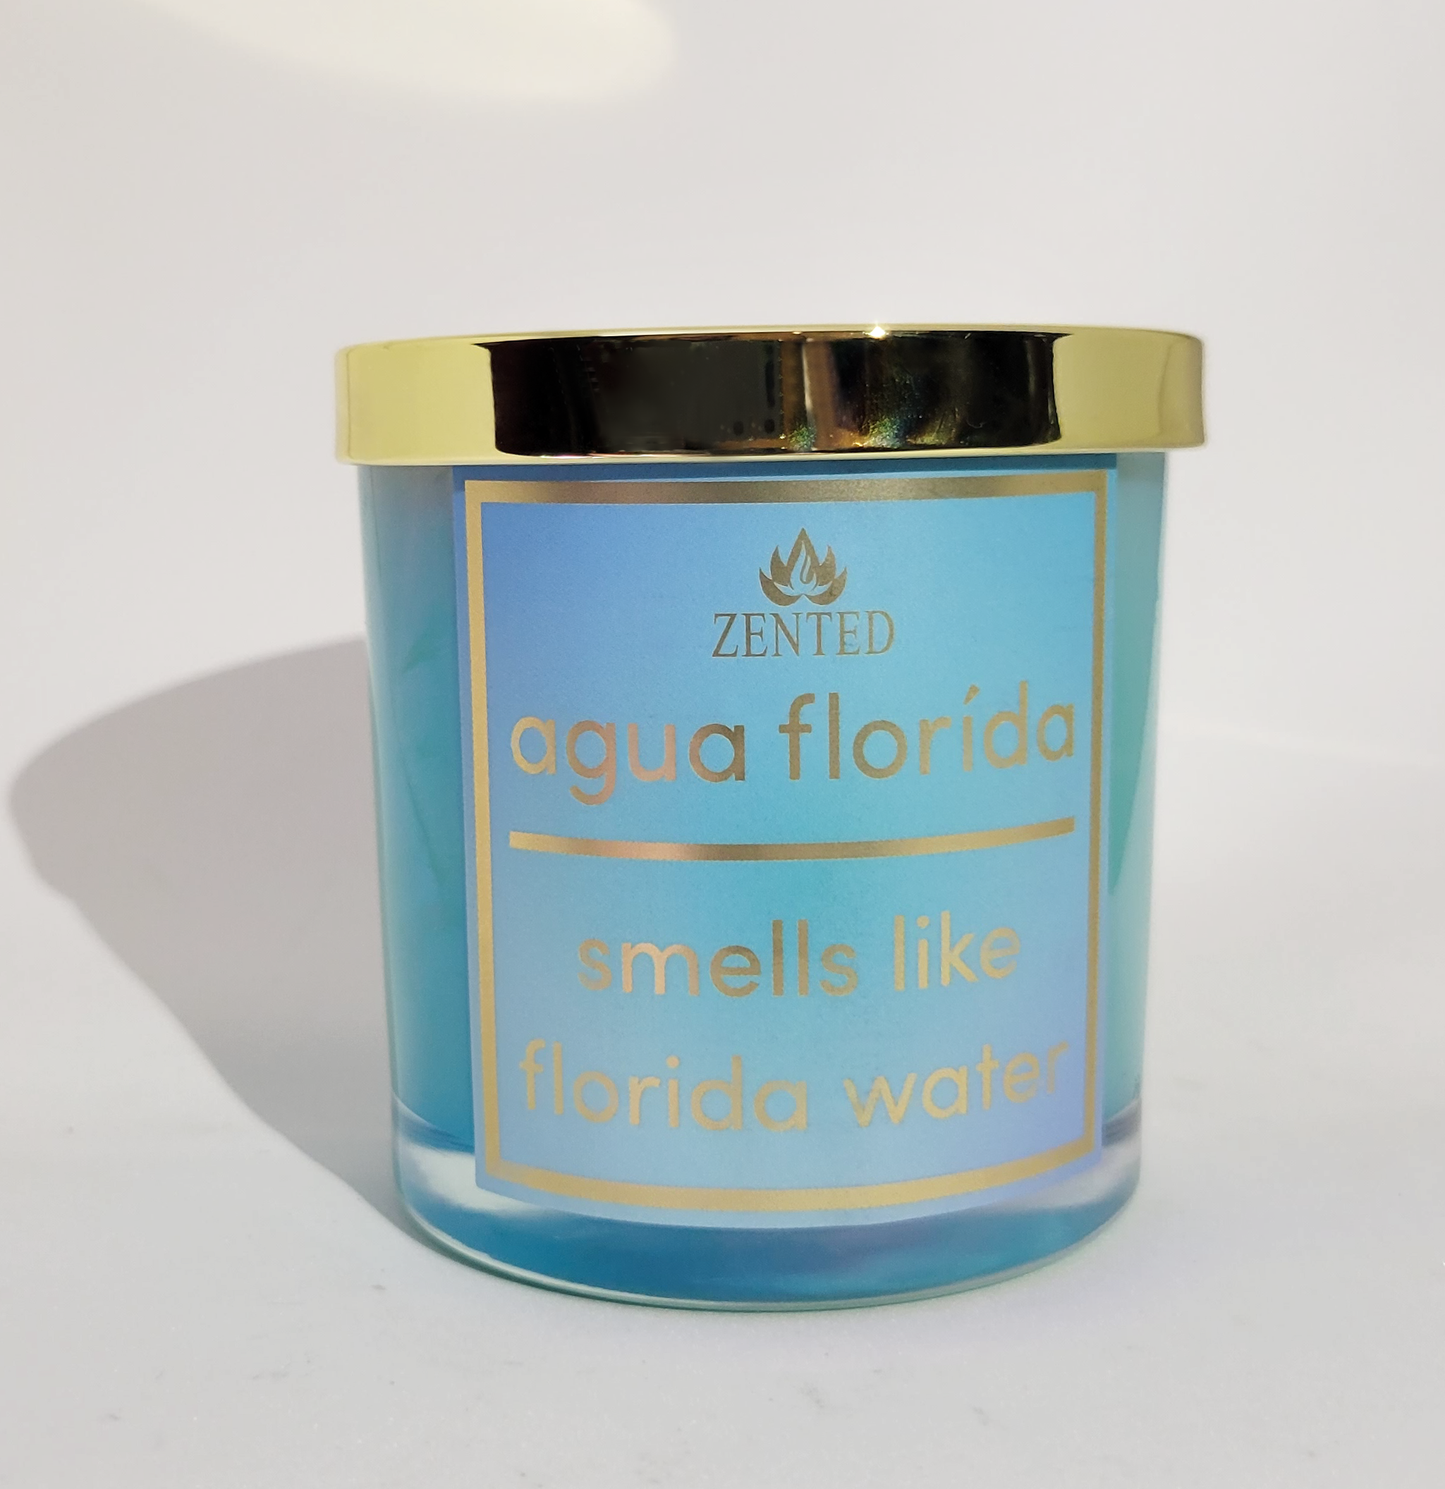 ZENTED
agua florída
smells like
florida water